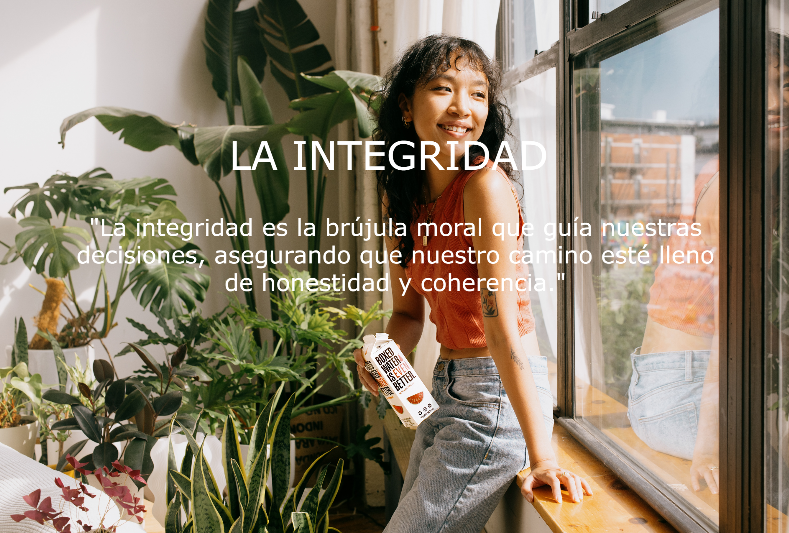 LA INTEGRIDAD
"La integridad es la brújula moral que guía nuestras
decisiones, asegurando que nuestro camino esté lleno
de honestidad y coherencia."
BOXED
WATER
IS
BETTER.